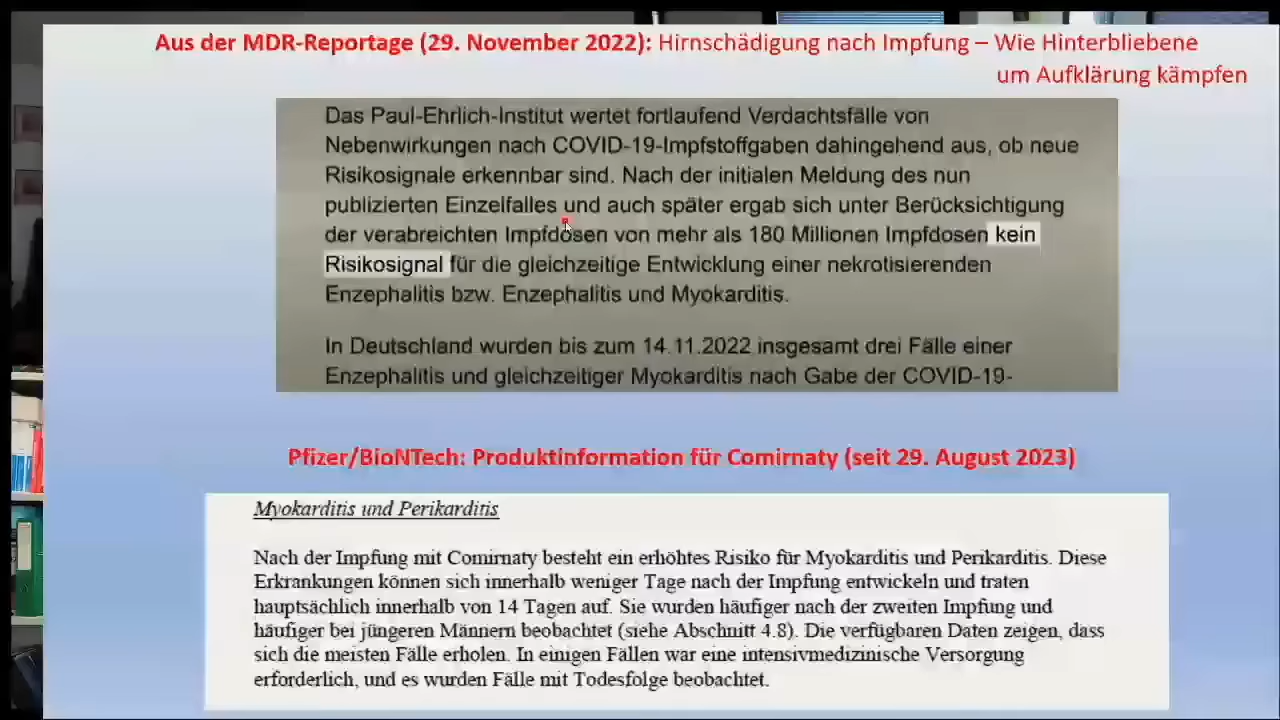 Aus der MDR-Reportage (29. November 2022): Hirnschädigung nach Impfung – Wie Hinterbliebene
um Aufklärung kämpfen
Das Paul-Ehrlich-Institut wertet fortlaufend Verdachtsfälle von
Nebenwirkungen nach COVID-19-Impfstoffgaben dahingehend aus, ob neue
Risikosignale erkennbar sind. Nach der initialen Meldung des nun
publizierten Einzelfalles und auch später ergab sich unter Berücksichtigung
der verabreichten Impfdosen von mehr als 180 Millionen Impfdosen kein
Risikosignal für die gleichzeitige Entwicklung einer nekrotisierenden
Enzephalitis bzw. Enzephalitis und Myokarditis.
In Deutschland wurden bis zum 14.11.2022 insgesamt drei Fälle einer
Enzephalitis und gleichzeitiger Myokarditis nach Gabe der COVID-19-
Pfizer/BioNTech: Produktinformation für Comirnaty (seit 29. August 2023)
Myokarditis und Perikarditis
Nach der Impfung mit Comirnaty besteht ein erhöhtes Risiko für Myokarditis und Perikarditis. Diese
Erkrankungen können sich innerhalb weniger Tage nach der Impfung entwickeln und traten
hauptsächlich innerhalb von 14 Tagen auf. Sie wurden häufiger nach der zweiten Impfung und
häufiger bei jüngeren Männern beobachtet (siehe Abschnitt 4.8). Die verfügbaren Daten zeigen, dass
sich die meisten Fälle erholen. In einigen Fällen war eine intensivmedizinische Versorgung
erforderlich, und es wurden Fälle mit Todesfolge beobachtet.